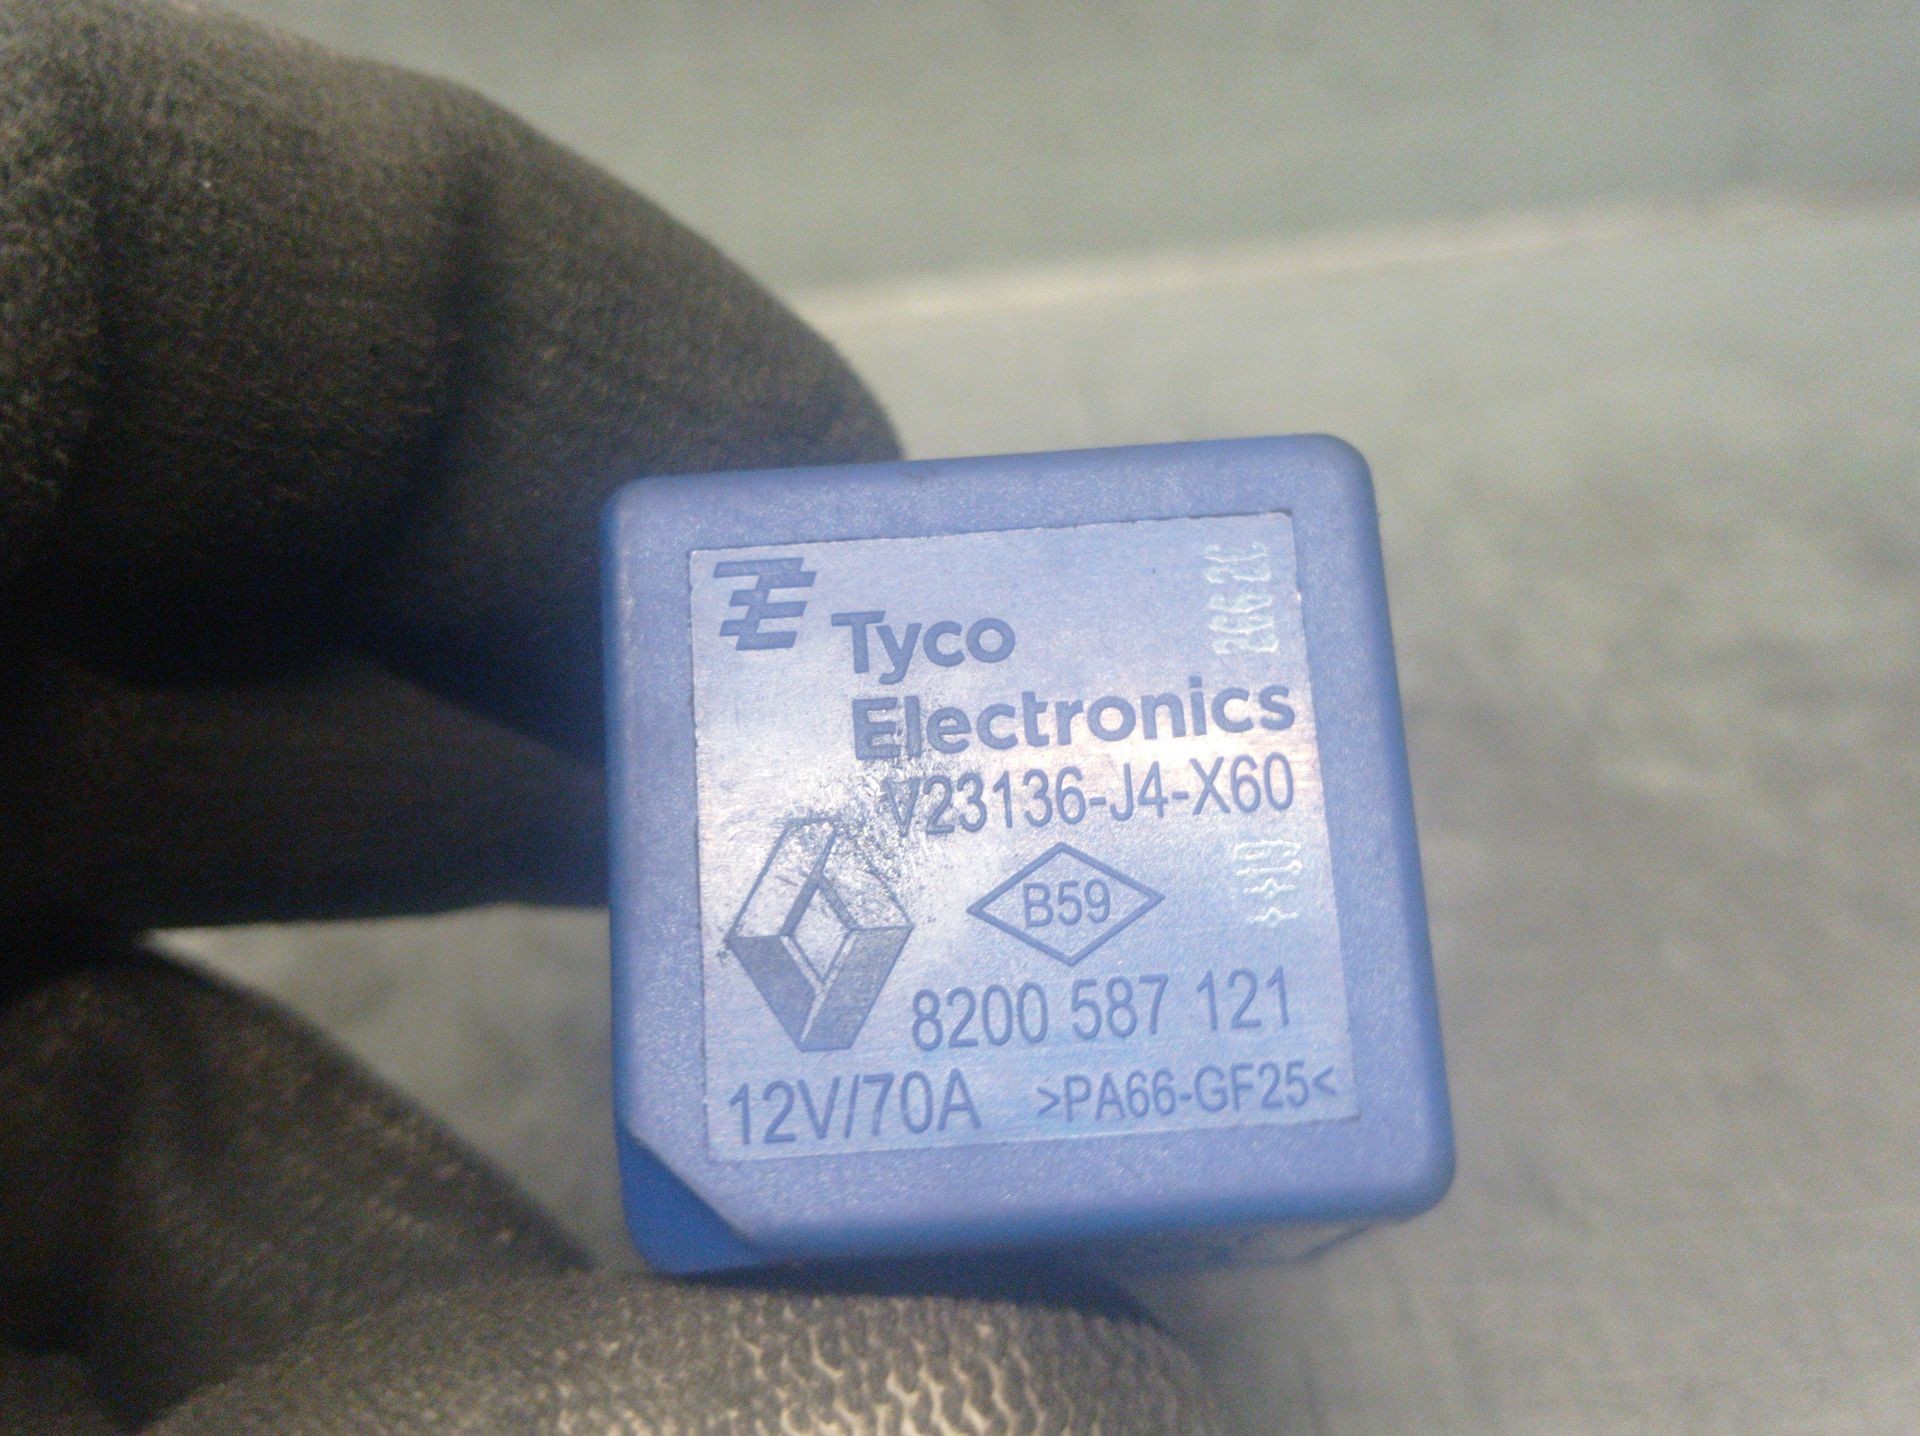 Tyco
Electronics
V23136-J4-X60
B59
8200 587 121
12V/70A >PA66-GF25<